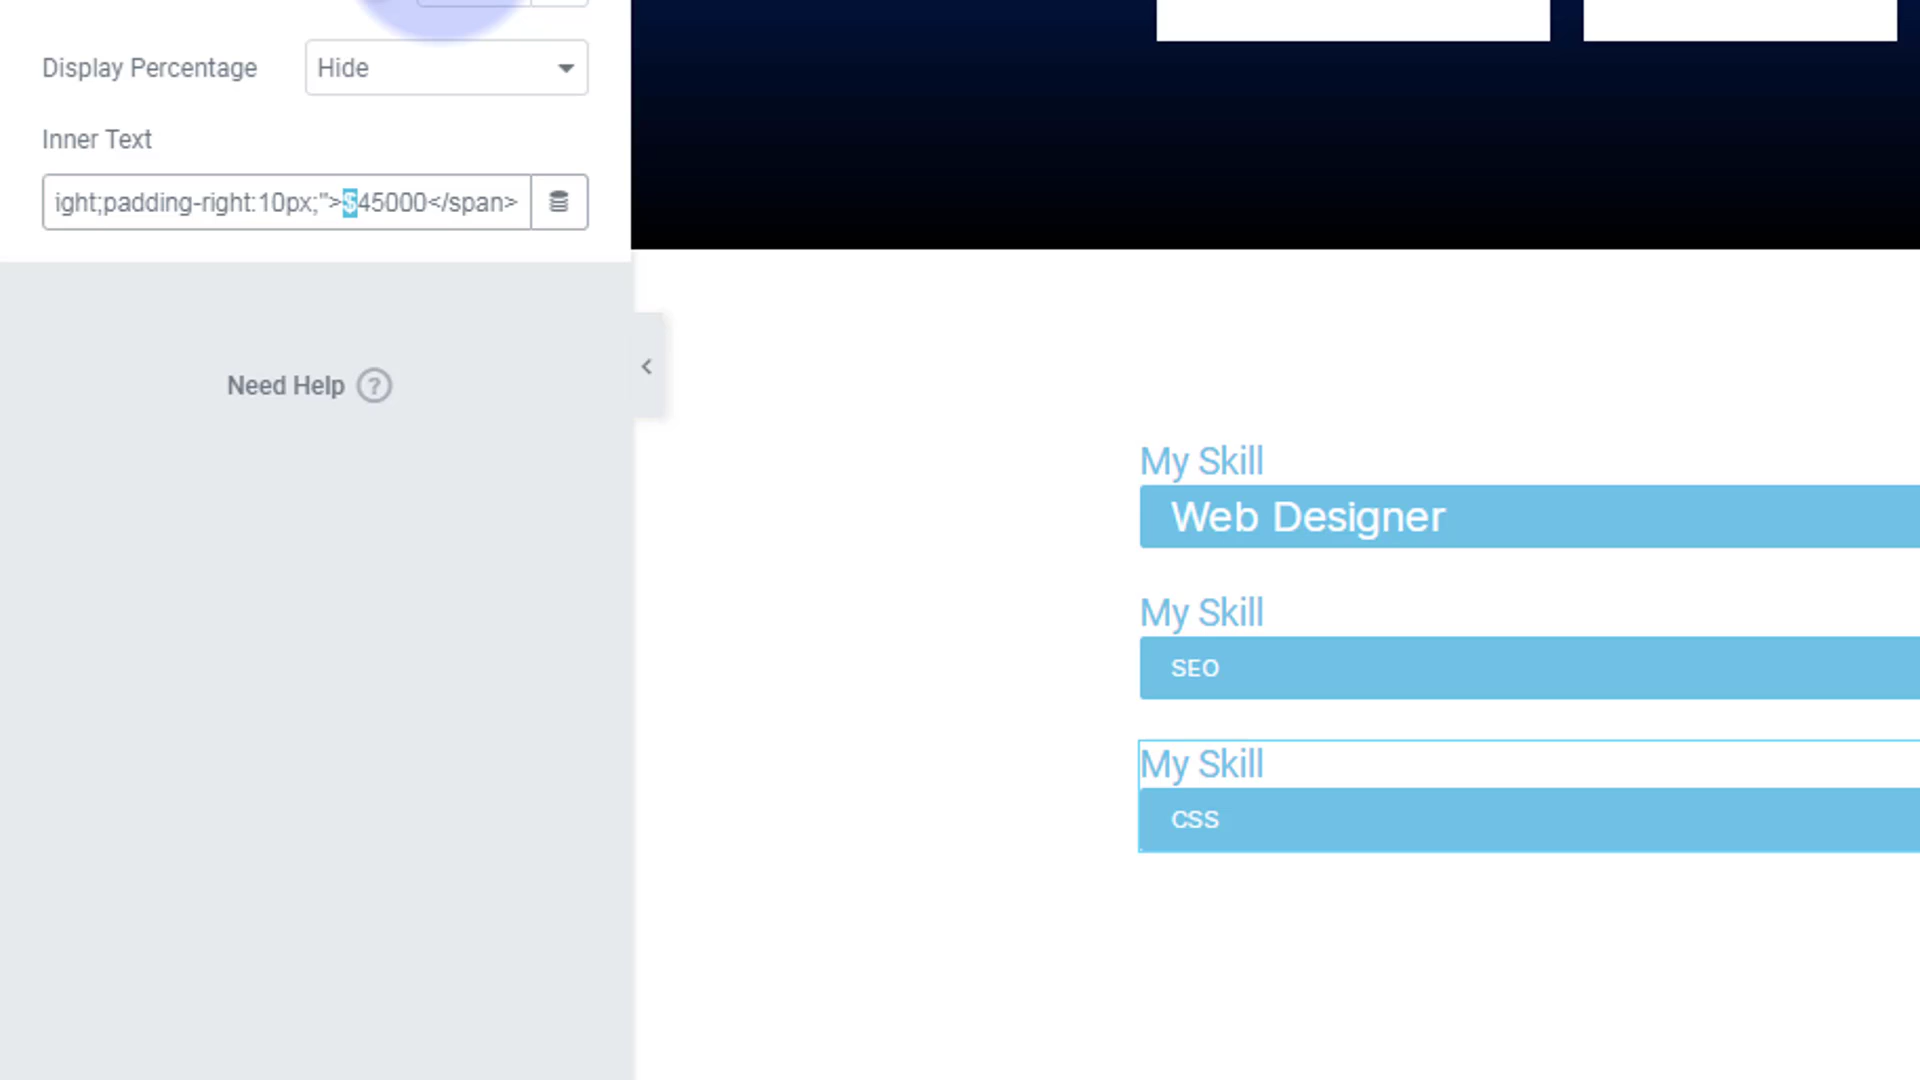 Display Percentage
Hide
Inner Text
ight;padding-right:10px;">$45000</span>
Need Help ?
My Skill
Web Designer
My Skill
SEO
My Skill
CSS